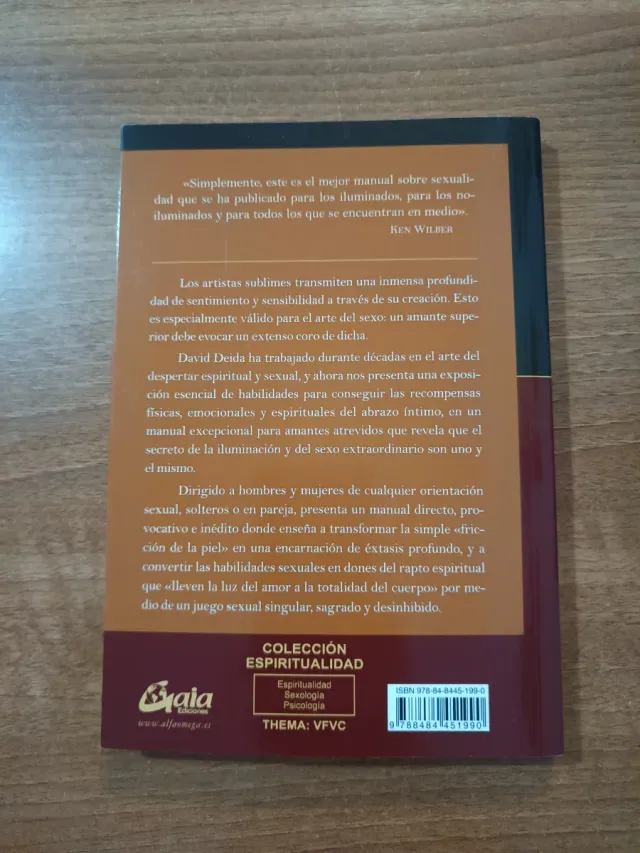 «Simplemente, este es el mejor manual sobre sexuali-
dad que se ha publicado para los iluminados, para los no-
iluminados y para todos los que se encuentran en medio».
KEN WILBER
Los artistas sublimes transmiten una inmensa profundi-
dad de sentimiento y sensibilidad a través de su creación. Esto
es especialmente válido para el arte del sexo: un amante supe-
rior debe evocar un extenso coro de dicha.
David Deida ha trabajado durante décadas en el arte del
despertar espiritual y sexual, y ahora nos presenta una exposi-
ción esencial de habilidades para conseguir las recompensas
físicas, emocionales y espirituales del abrazo íntimo, en un
manual excepcional para amantes atrevidos que revela que el
secreto de la iluminación y del sexo extraordinario son uno y
el mismo.
Dirigido a hombres y mujeres de cualquier orientación
sexual, solteros o en pareja, presenta un manual directo, pro-
vocativo e inédito donde enseña a transformar la simple «fric-
ción de la piel» en una encarnación de éxtasis profundo, y a
convertir las habilidades sexuales en dones del rapto espiritual
que «lleven la luz del amor a la totalidad del cuerpo» por me-
dio de un juego sexual singular, sagrado y desinhibido.
COLECCIÓN
ESPIRITUALIDAD
Espiritualidad
Sexología
Psicología
THEMA: VFVC
Gaia
Ediciones
www.alfaomega.es
ISBN 978-84-8445-199-0
9 788484 451990